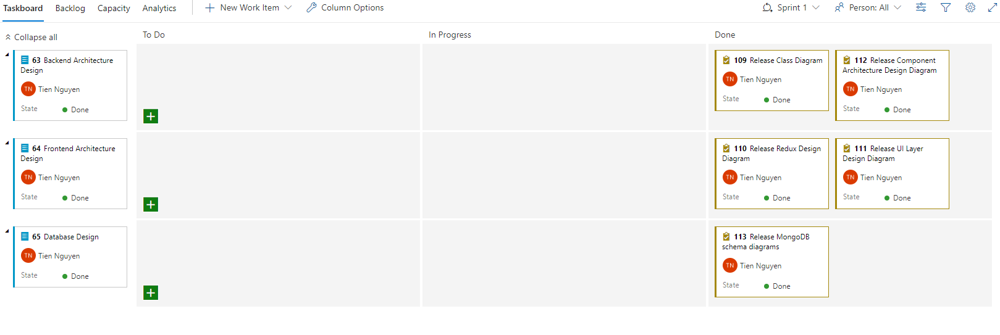 Taskboard Backlog Capacity Analytics New Work Item Column Options Sprint 1 Person: All
Collapse all
To Do In Progress Done
63 Backend Architecture
Design
TN Tien Nguyen
State Done
109 Release Class Diagram
TN Tien Nguyen
State Done
112 Release Component
Architecture Design Diagram
TN Tien Nguyen
State Done
64 Frontend Architecture
Design
TN Tien Nguyen
State Done
110 Release Redux Design
Diagram
TN Tien Nguyen
State Done
111 Release UI Layer
Design Diagram
TN Tien Nguyen
State Done
65 Database Design
TN Tien Nguyen
State Done
113 Release MongoDB
schema diagrams
TN Tien Nguyen
State Done